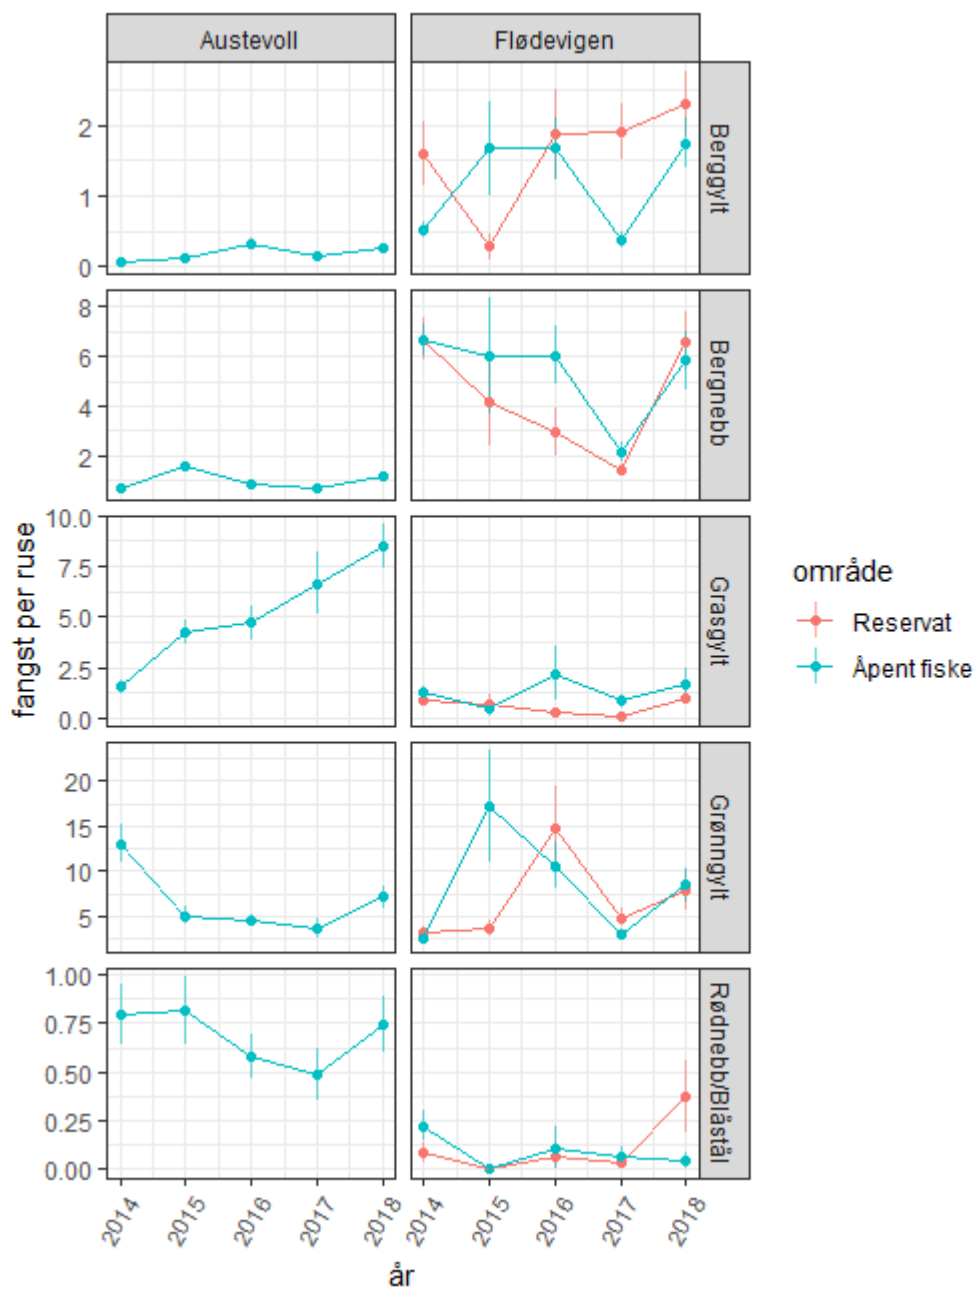 Austevoll
Flødevigen
2
1
0
Berggylt
8
6
4
2
Bergnebb
10.0
7.5
5.0
2.5
0.0
Grasgylt
20
15
10
5
Grønngylt
1.00
0.75
0.50
0.25
0.00
Rødnebb/Blåstål
fangst per ruse
2014 2015 2016 2017 2018
2014 2015 2016 2017 2018
år
område
Reservat
Åpent fiske